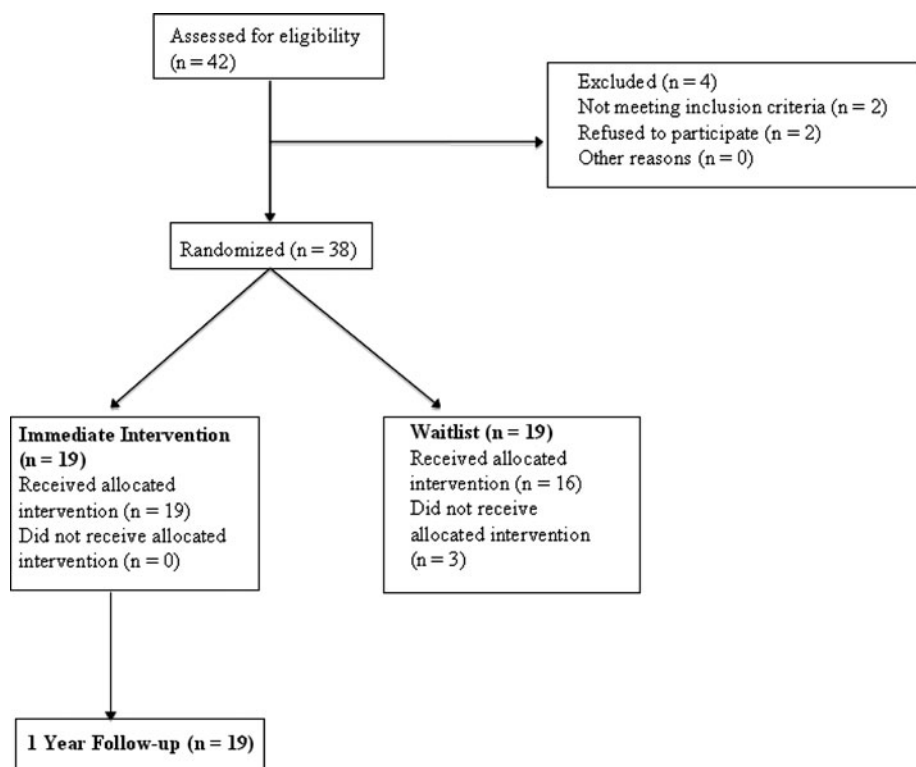 Assessed for eligibility
(n = 42)
Excluded (n = 4)
Not meeting inclusion criteria (n = 2)
Refused to participate (n = 2)
Other reasons (n = 0)
Randomized (n = 38)
Immediate Intervention
(n = 19)
Received allocated
intervention (n = 19)
Did not receive allocated
intervention (n = 0)
Waitlist (n = 19)
Received allocated
intervention (n = 16)
Did not receive
allocated intervention
(n = 3)
1 Year Follow-up (n = 19)